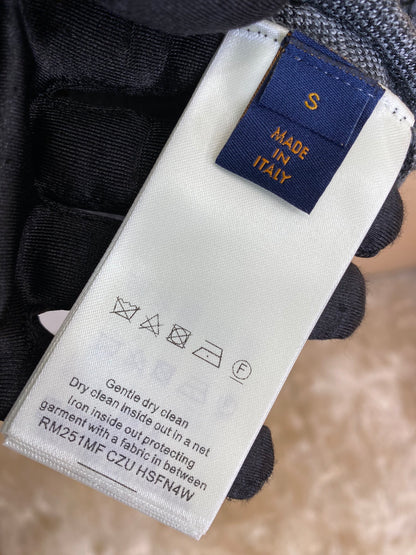 S
MADE
IN
ITALY
F
Gentle dry clean
Dry clean inside out in a net
Iron inside out protecting
garment with a fabric in between
RM251MF CZU HSFN4W